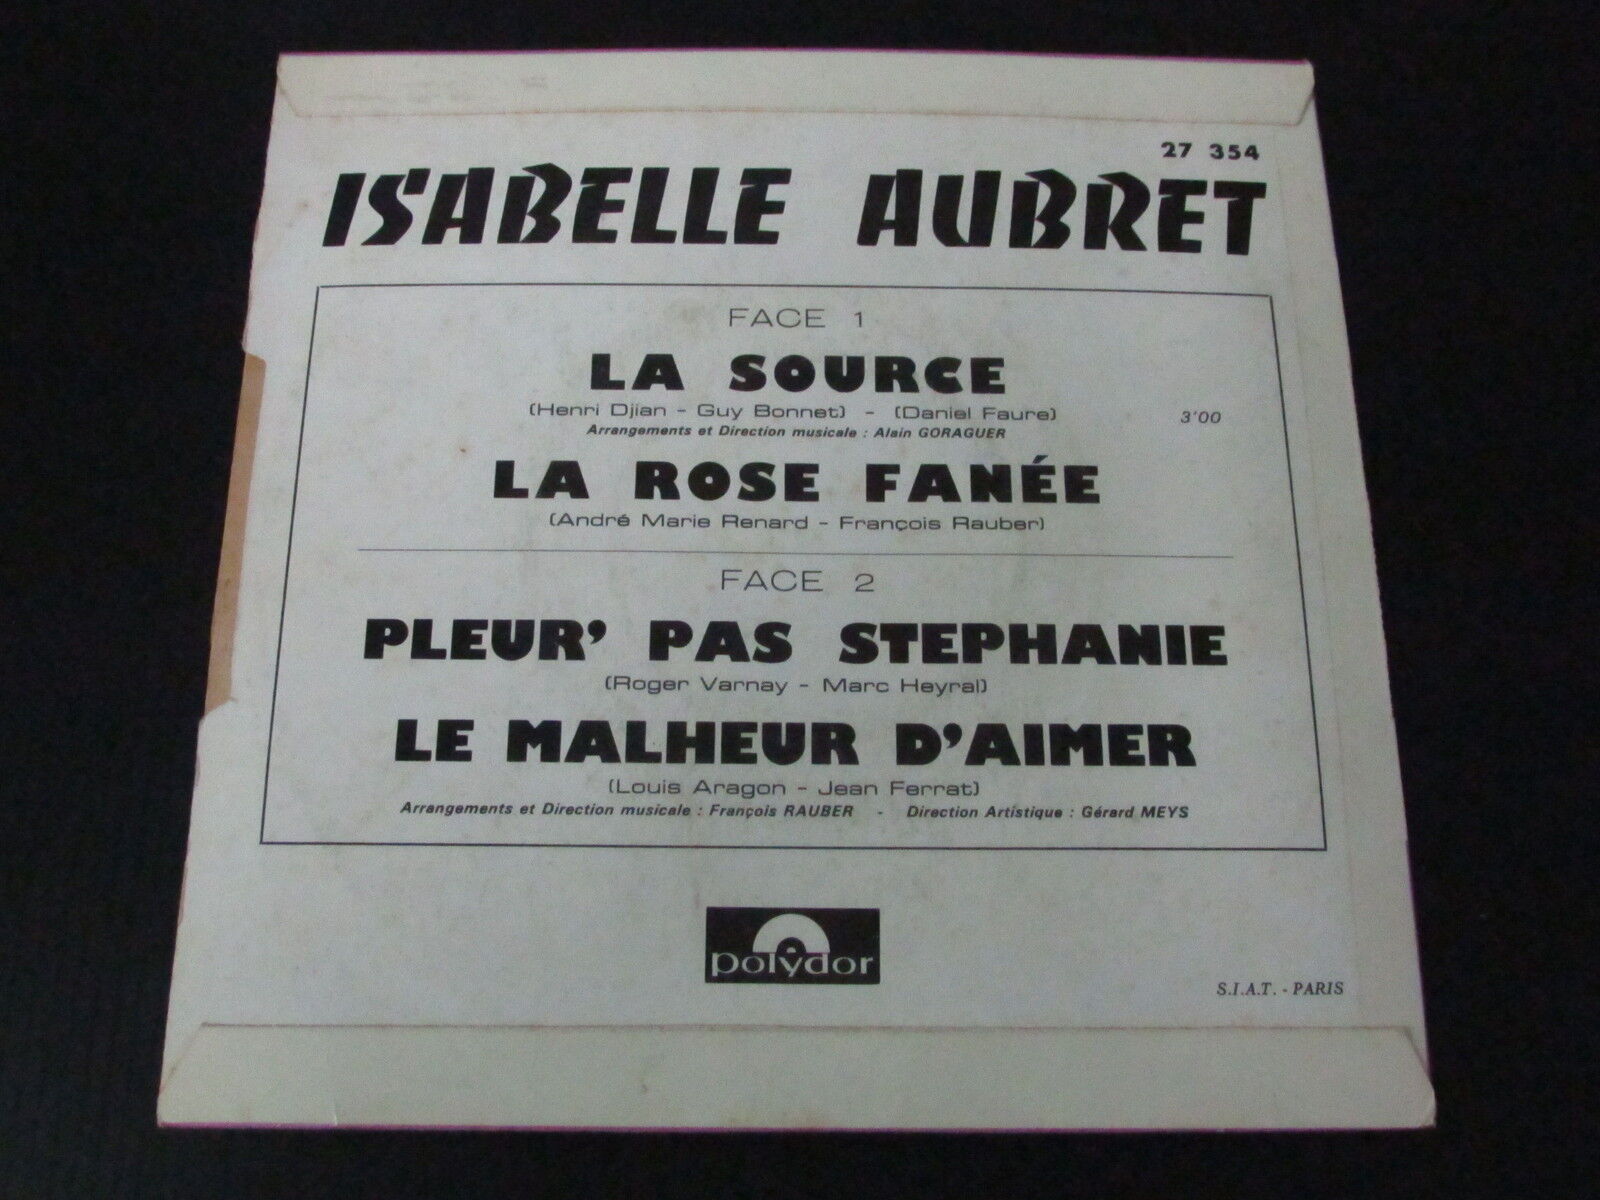 27 354
ISABELLE AUBRET
FACE 1
LA SOURCE
(Henri Djian - Guy Bonnet) - (Daniel Faure) 3'00
Arrangements et Direction musicale : Alain GORAGUER
LA ROSE FANÉE
(André Marie Renard - François Rauber)
FACE 2
PLEUR' PAS STEPHANIE
(Roger Varnay - Marc Heyral)
LE MALHEUR D'AIMER
(Louis Aragon - Jean Ferrat)
Arrangements et Direction musicale : François RAUBER - Direction Artistique : Gérard MEYS
polydor
S.I.A.T. - PARIS